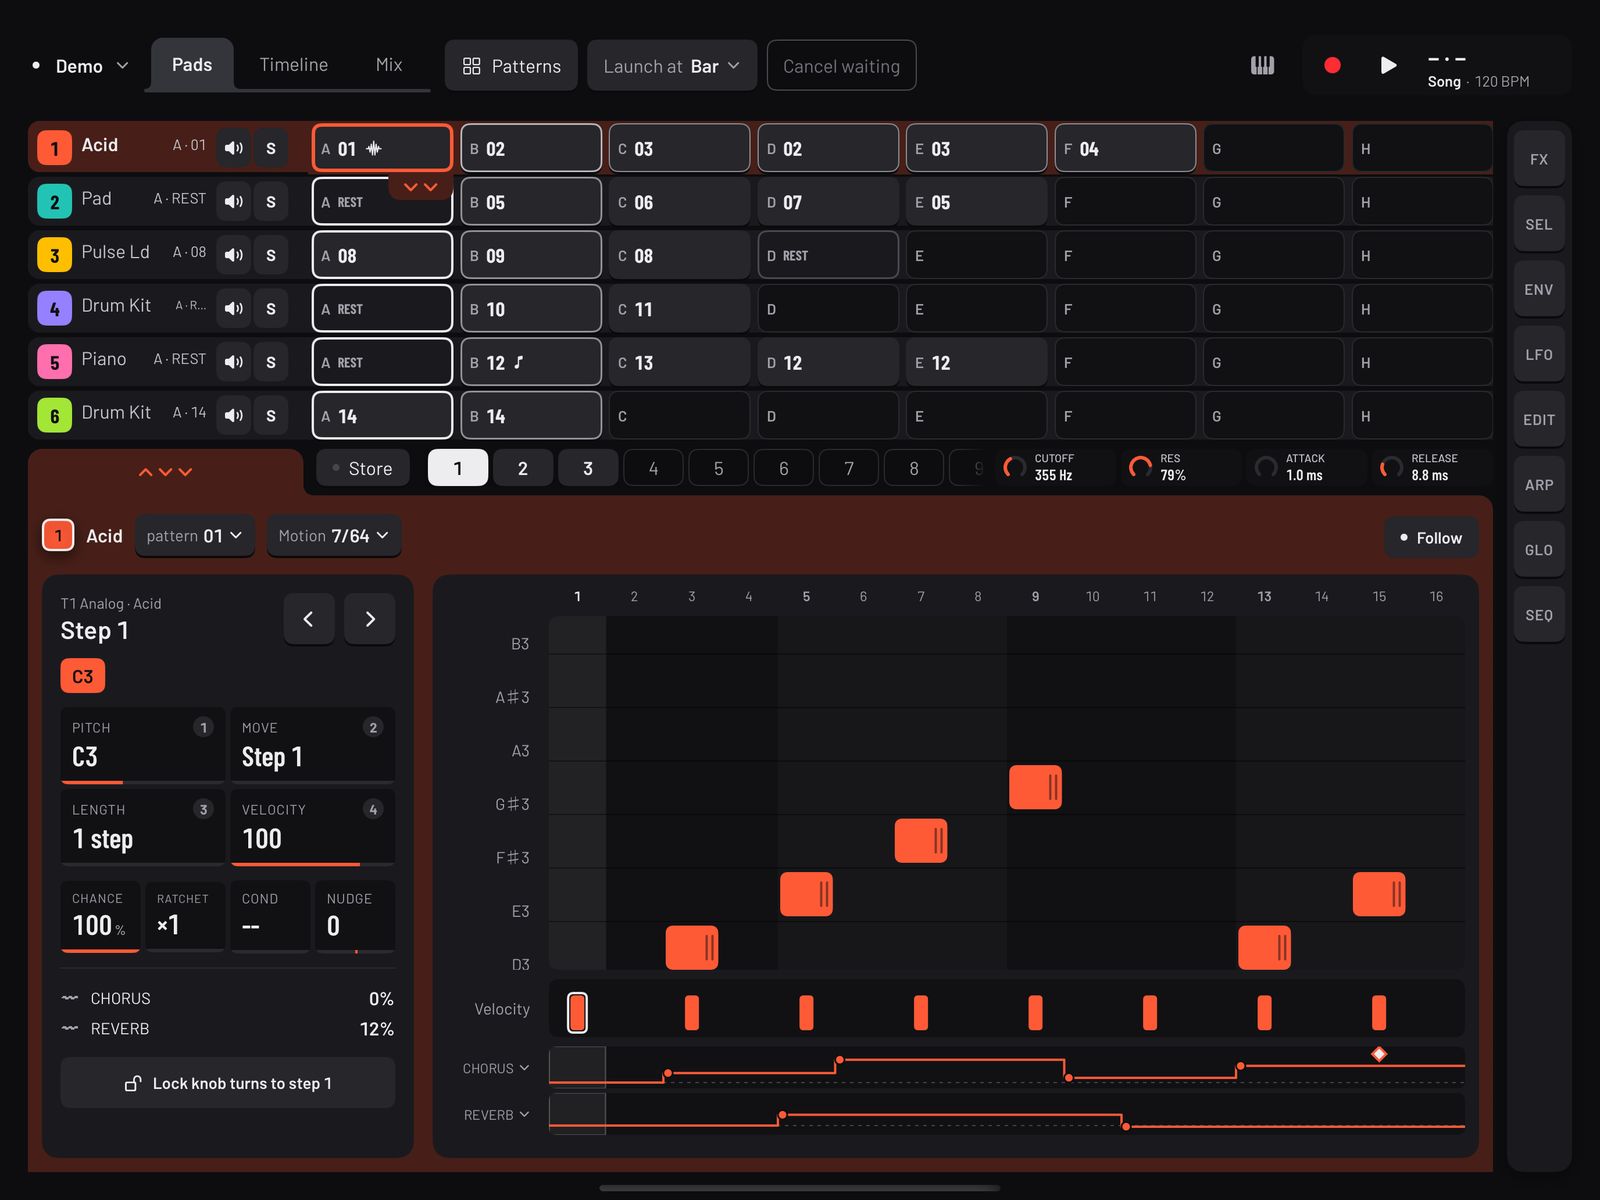 Demo Pads Timeline Mix Patterns Launch at Bar Cancel waiting
-·- Song · 120 BPM
1 Acid A · 01 S A 01 B 02 C 03 D 02 E 03 F 04 G H
2 Pad A · REST S A REST B 05 C 06 D 07 E 05 F G H
3 Pulse Ld A · 08 S A 08 B 09 C 08 D REST E F G H
4 Drum Kit A · R... S A REST B 10 C 11 D E F G H
5 Piano A · REST S A REST B 12 C 13 D 12 E 12 F G H
6 Drum Kit A · 14 S A 14 B 14 C D E F G H
Store 1 2 3 4 5 6 7 8 9
CUTOFF
355 Hz
RES
79%
ATTACK
1.0 ms
RELEASE
8.8 ms
FX
SEL
ENV
LFO
EDIT
ARP
GLO
SEQ
1 Acid pattern 01 Motion 7/64 Follow
T1 Analog · Acid
Step 1
C3
PITCH 1
C3
MOVE 2
Step 1
LENGTH 3
1 step
VELOCITY 4
100
CHANCE
100 %
RATCHET
×1
COND
--
NUDGE
0
CHORUS 0%
REVERB 12%
Lock knob turns to step 1
1 2 3 4 5 6 7 8 9 10 11 12 13 14 15 16
B3
A♯3
A3
G♯3
F♯3
E3
D3
Velocity
CHORUS
REVERB